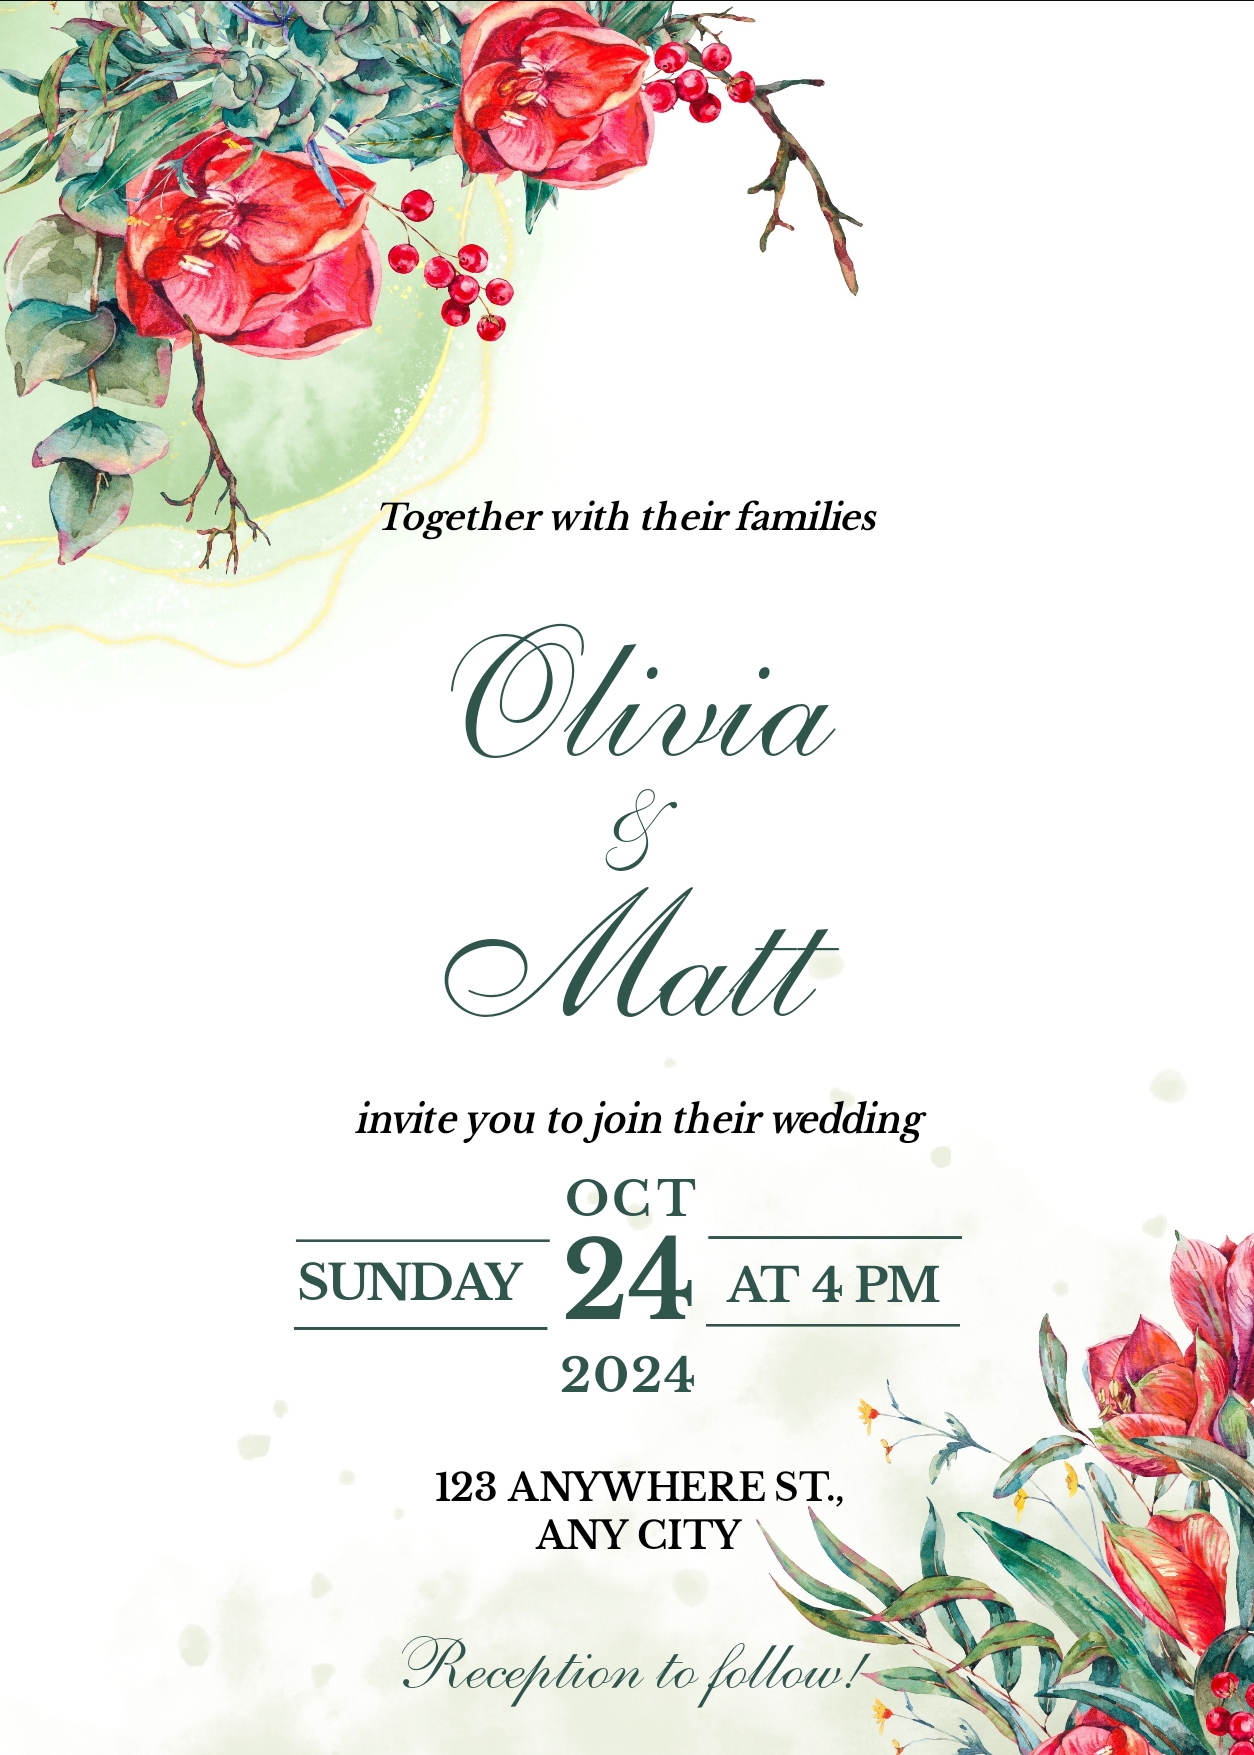 Together with their families
Olivia
&
Matt
invite you to join their wedding
OCT
SUNDAY 24 AT 4 PM
2024
123 ANYWHERE ST.,
ANY CITY
Reception to follow!